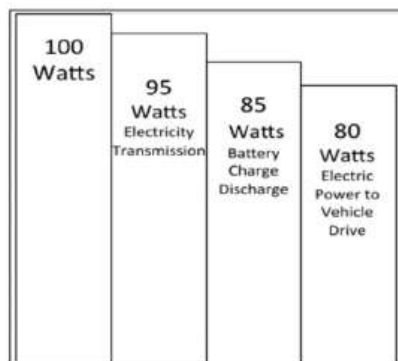 100
Watts
95
Watts
Electricity
Transmission
85
Watts
Battery
Charge
Discharge
80
Watts
Electric
Power to
Vehicle
Drive